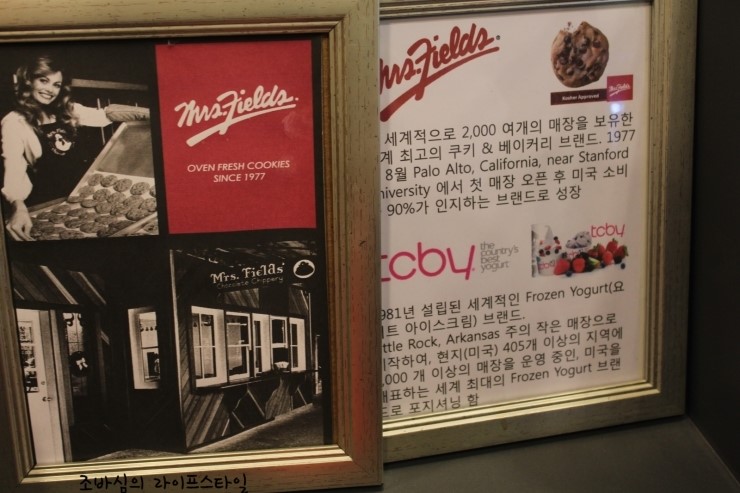 Mrs. Fields.
OVEN FRESH COOKIES
SINCE 1977
Mrs. Fields
Chocolate Chippery
Mrs. Fields.
Kosher Approved
세계적으로 2,000 여개의 매장을 보유한
계 최고의 쿠키 & 베이커리 브랜드. 1977
8월 Palo Alto, California, near Stanford
niversity 에서 첫 매장 오픈 후 미국 소비
90%가 인지하는 브랜드로 성장
tcby
the
country's
best
yogurt
tcby
981년 설립된 세계적인 Frozen Yogurt(요
트 아이스크림) 브랜드.
ttle Rock, Arkansas 주의 작은 매장으로
작하여, 현지(미국) 405개 이상의 지역에
,000 개 이상의 매장을 운영 중인, 미국을
대표하는 세계 최대의 Frozen Yogurt 브랜
드로 포지셔닝 함
조바심의 라이프스타일